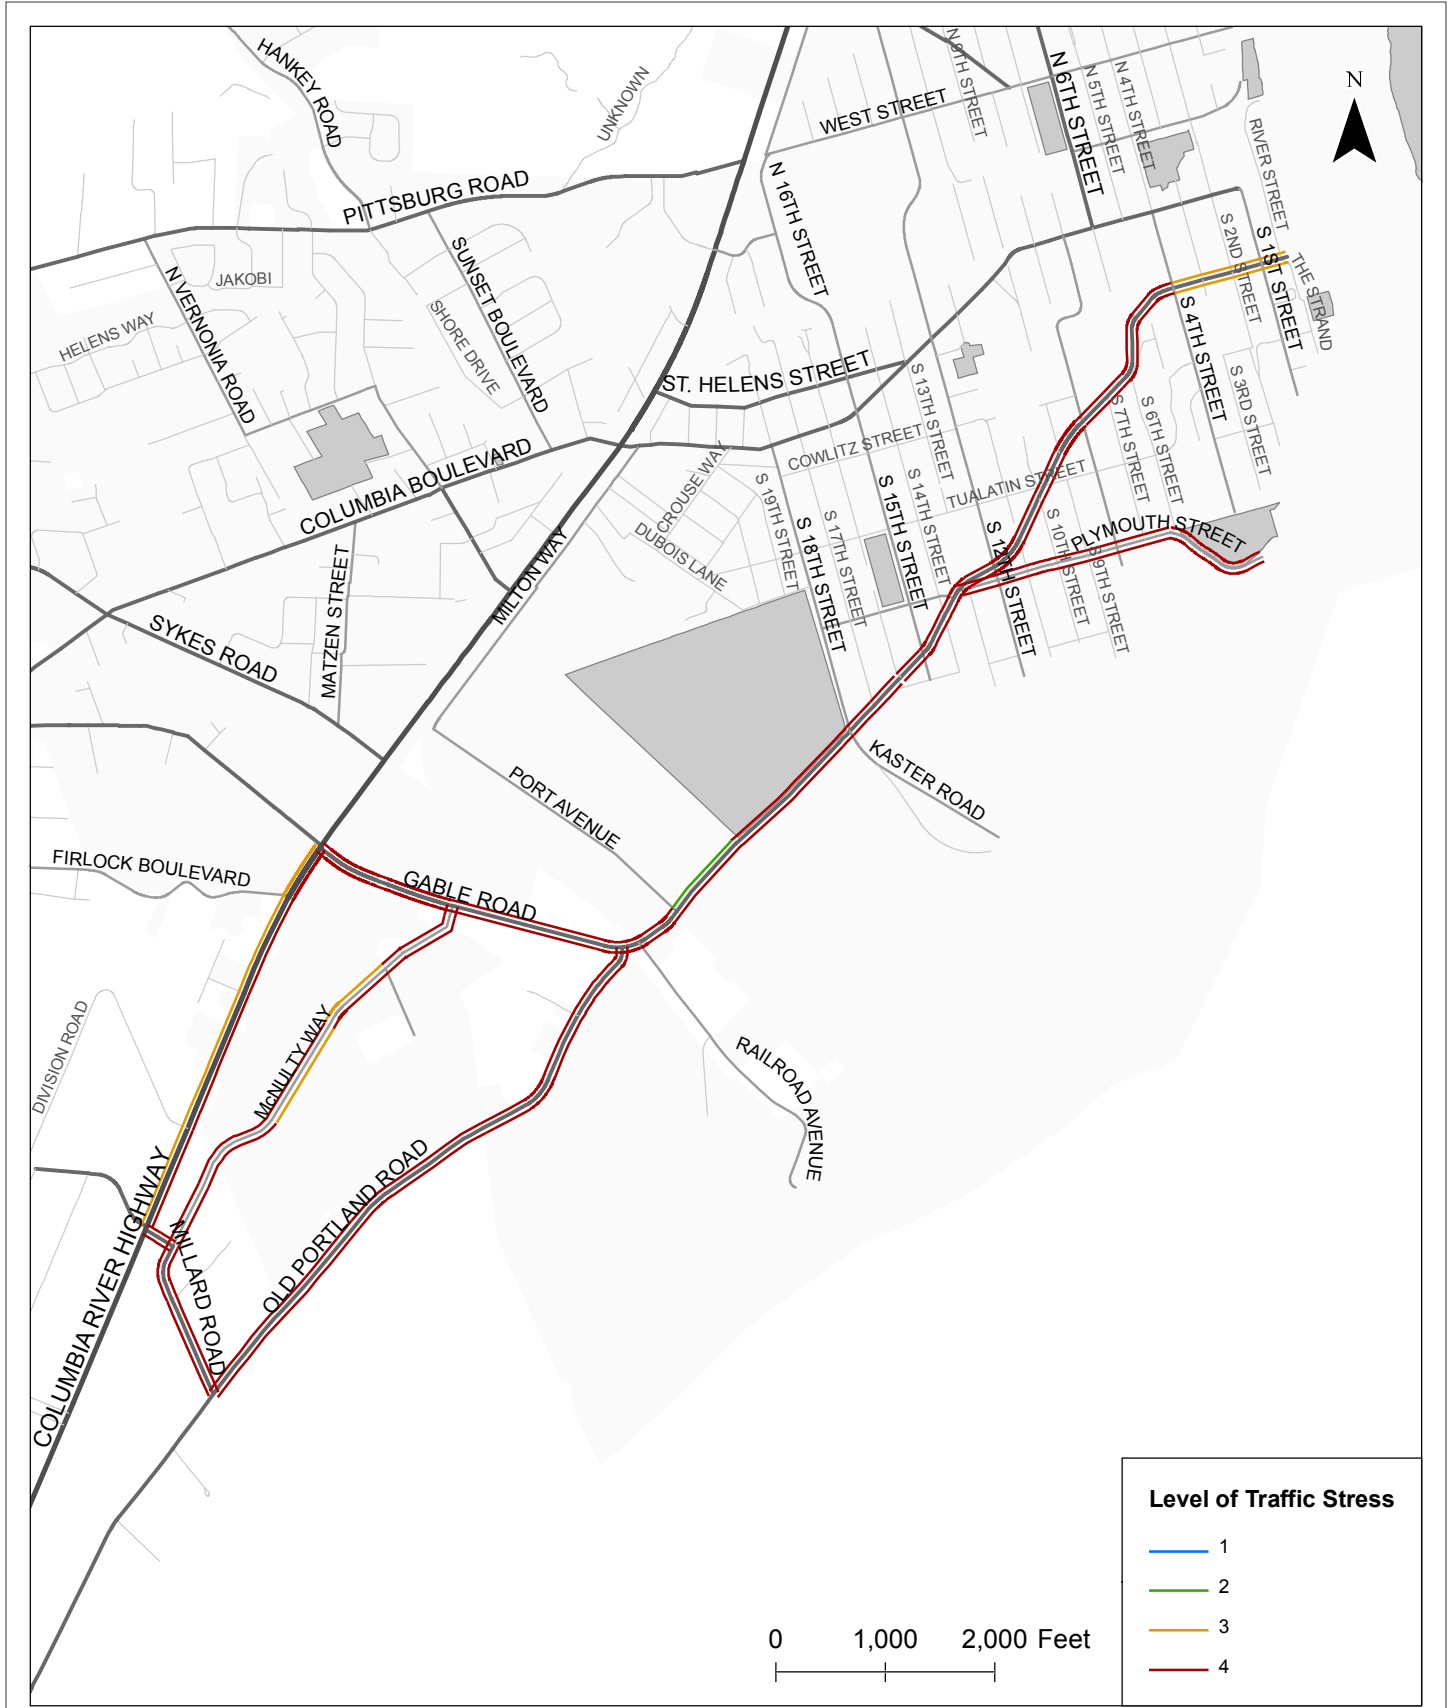 HANKEY ROAD
UNKNOWN
N 9TH STREET
N 6TH STREET
N 5TH STREET
N 4TH STREET
N
WEST STREET
RIVER STREET
PITTSBURG ROAD
N 16TH STREET
SUNSET BOULEVARD
S 2ND STREET
S 1ST STREET
THE STRAND
JAKOBI
N VERNONIA ROAD
HELENS WAY
SHORE DRIVE
S 4TH STREET
ST. HELENS STREET
S 13TH STREET
S 3RD STREET
S 7TH STREET
S 6TH STREET
COLUMBIA BOULEVARD
COWLITZ STREET
CROUSE WAY
TUALATIN STREET
S 19TH STREET
S 15TH STREET
S 14TH STREET
DUBOIS LANE
S 18TH STREET
S 17TH STREET
S 12TH STREET
S 10TH STREET
S 9TH STREET
PLYMOUTH STREET
MILTON WAY
MATZEN STREET
SYKES ROAD
KASTER ROAD
PORT AVENUE
FIRLOCK BOULEVARD
GABLE ROAD
DIVISION ROAD
McNULTY WAY
RAILROAD AVENUE
OLD PORTLAND ROAD
MILLARD ROAD
COLUMBIA RIVER HIGHWAY
Level of Traffic Stress
1
2
3
4
0 1,000 2,000 Feet